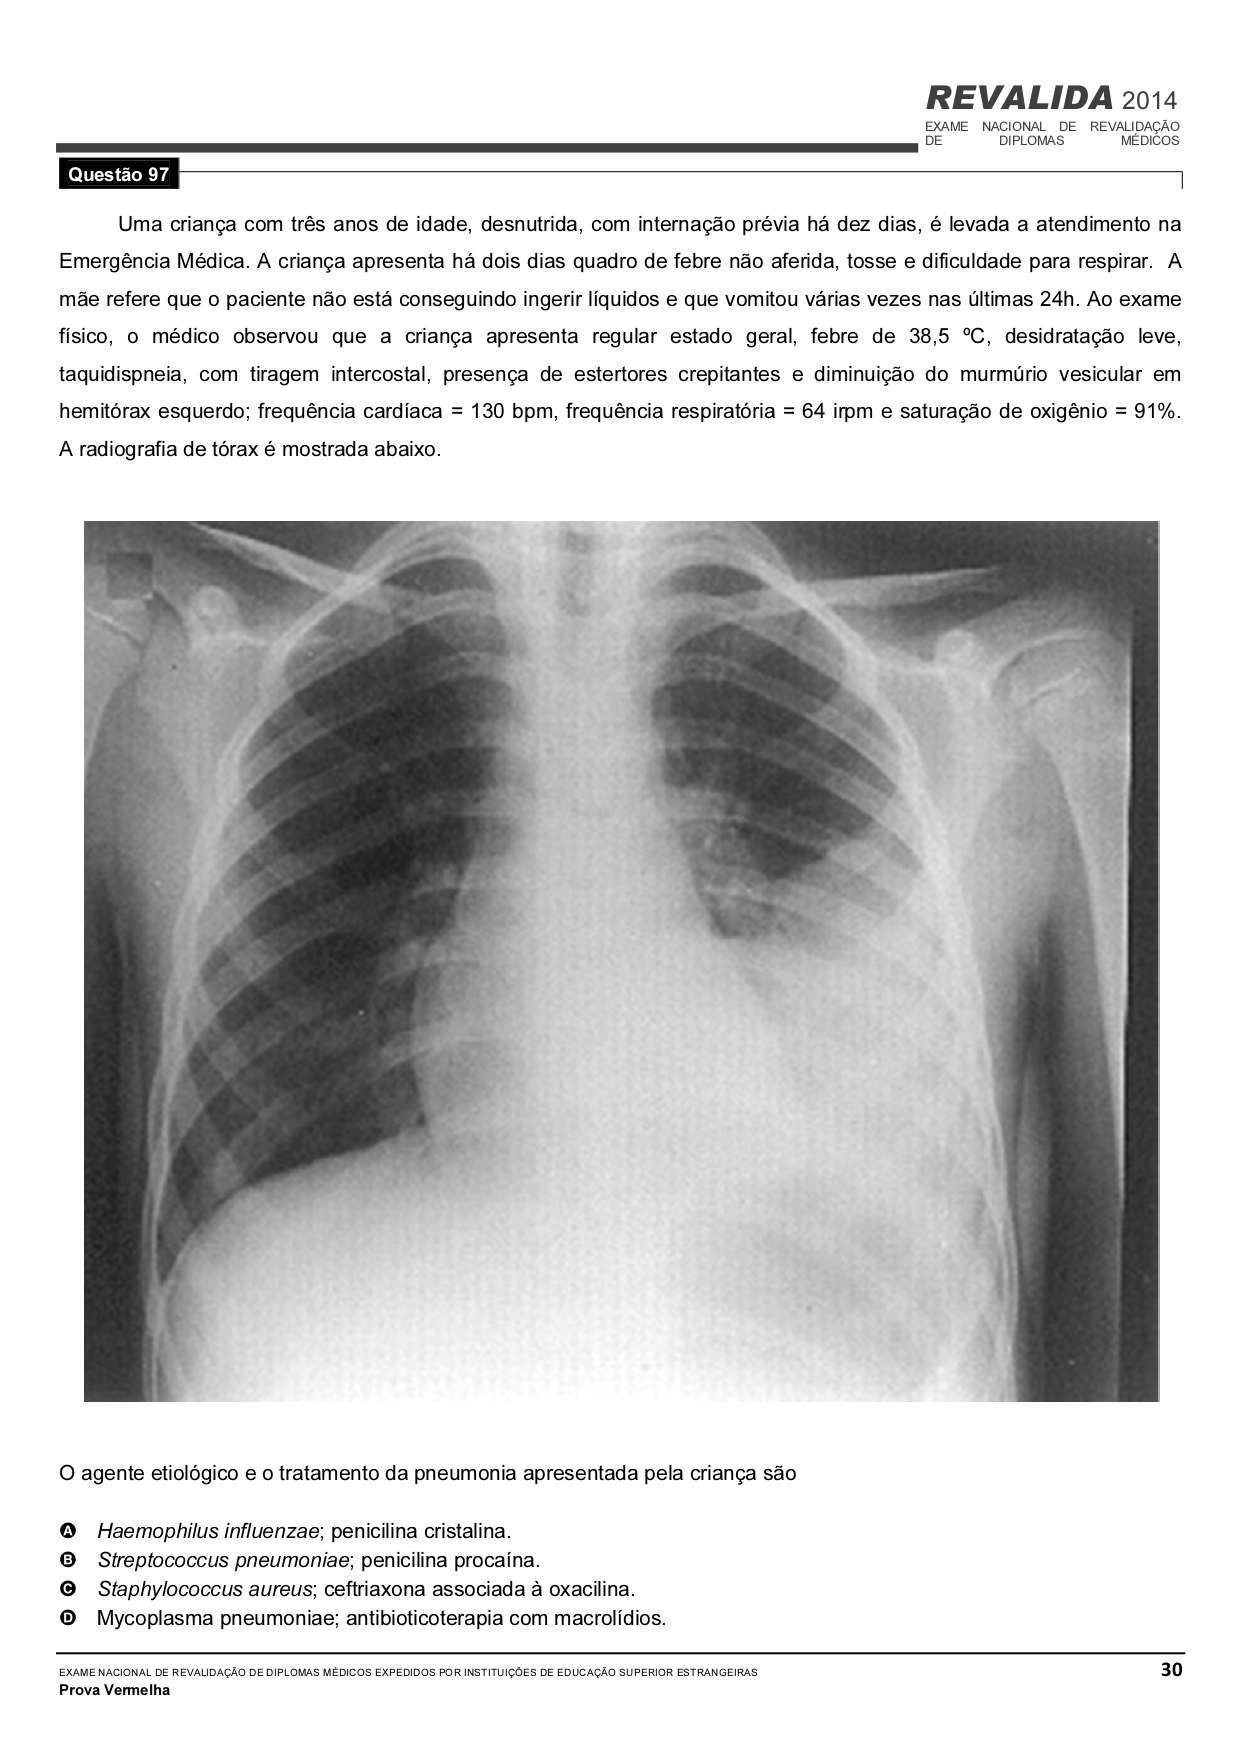 REVALIDA 2014
EXAME NACIONAL DE REVALIDAÇÃO
DE DIPLOMAS MÉDICOS
Questão 97
Uma criança com três anos de idade, desnutrida, com internação prévia há dez dias, é levada a atendimento na
Emergência Médica. A criança apresenta há dois dias quadro de febre não aferida, tosse e dificuldade para respirar. A
mãe refere que o paciente não está conseguindo ingerir líquidos e que vomitou várias vezes nas últimas 24h. Ao exame
físico, o médico observou que a criança apresenta regular estado geral, febre de 38,5 ºC, desidratação leve,
taquidispneia, com tiragem intercostal, presença de estertores crepitantes e diminuição do murmúrio vesicular em
hemitórax esquerdo; frequência cardíaca = 130 bpm, frequência respiratória = 64 irpm e saturação de oxigênio = 91%.
A radiografia de tórax é mostrada abaixo.
O agente etiológico e o tratamento da pneumonia apresentada pela criança são
A Haemophilus influenzae; penicilina cristalina.
B Streptococcus pneumoniae; penicilina procaína.
C Staphylococcus aureus; ceftriaxona associada à oxacilina.
D Mycoplasma pneumoniae; antibioticoterapia com macrolídios.
EXAME NACIONAL DE REVALIDAÇÃO DE DIPLOMAS MÉDICOS EXPEDIDOS POR INSTITUIÇÕES DE EDUCAÇÃO SUPERIOR ESTRANGEIRAS 30
Prova Vermelha